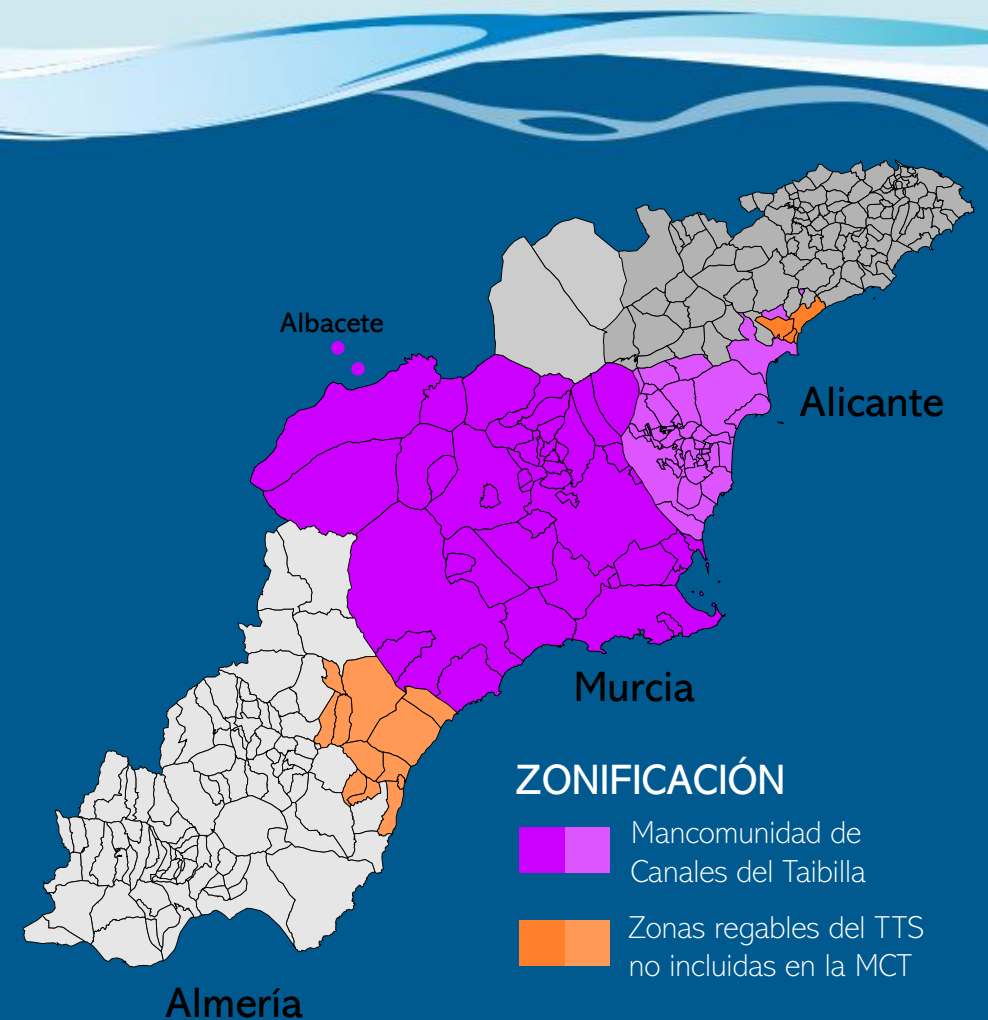 Albacete
Alicante
Murcia
ZONIFICACIÓN
Mancomunidad de
Canales del Taibilla
Zonas regables del TTS
no incluidas en la MCT
Almería